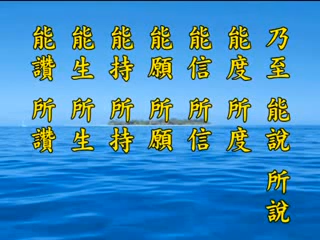 乃至能說所說
能度所度
能信所信
能願所願
能持所持
能生所生
能讚所讚